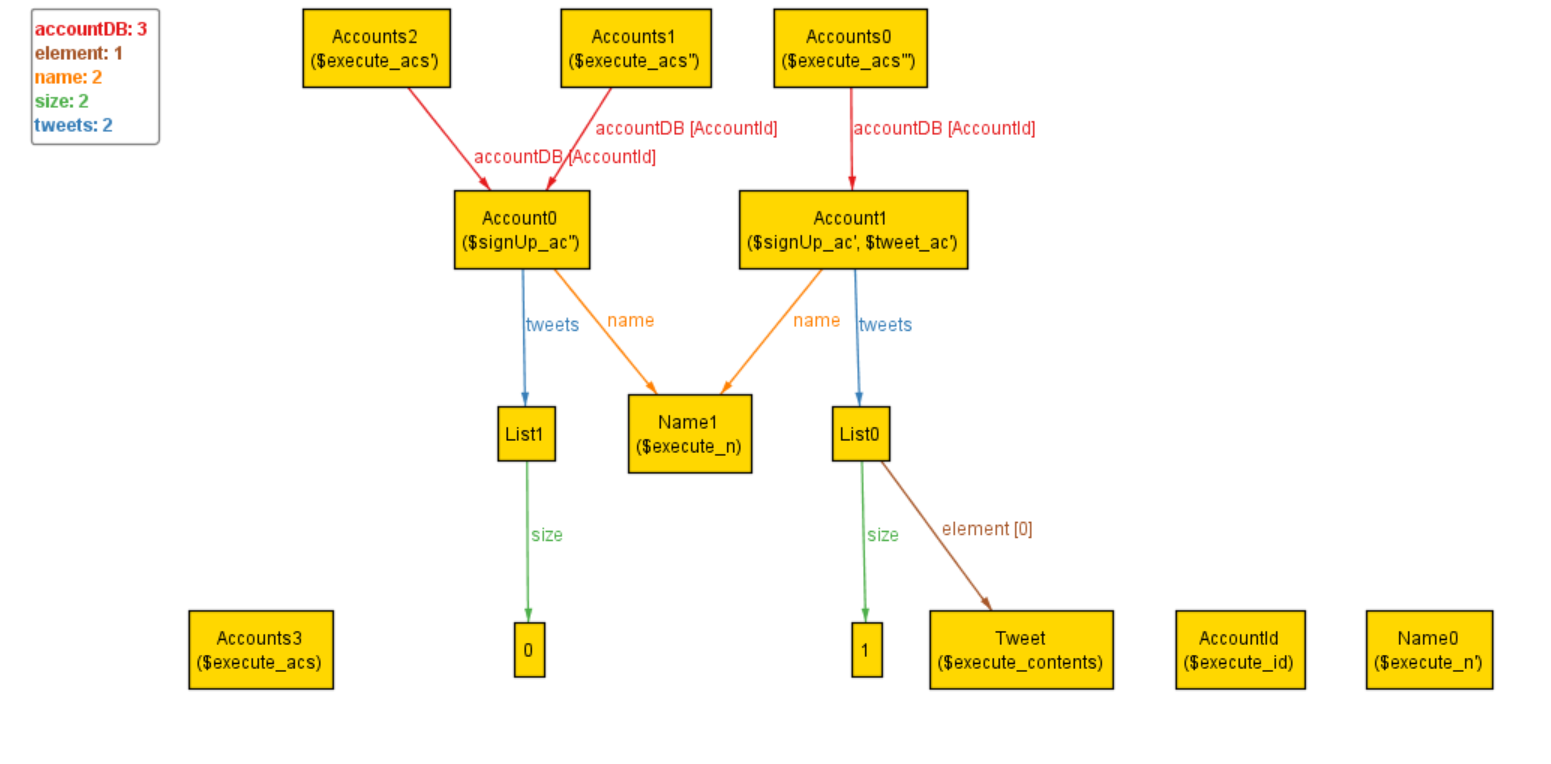 accountDB: 3
element: 1
name: 2
size: 2
tweets: 2
Accounts2
($execute_acs')
Accounts1
($execute_acs'')
Accounts0
($execute_acs''')
accountDB [AccountId]
accountDB [AccountId]
accountDB [AccountId]
Account0
($signUp_ac'')
Account1
($signUp_ac', $tweet_ac')
tweets
name
name
tweets
List1
Name1
($execute_n)
List0
size
size
element [0]
Accounts3
($execute_acs)
0
1
Tweet
($execute_contents)
AccountId
($execute_id)
Name0
($execute_n')